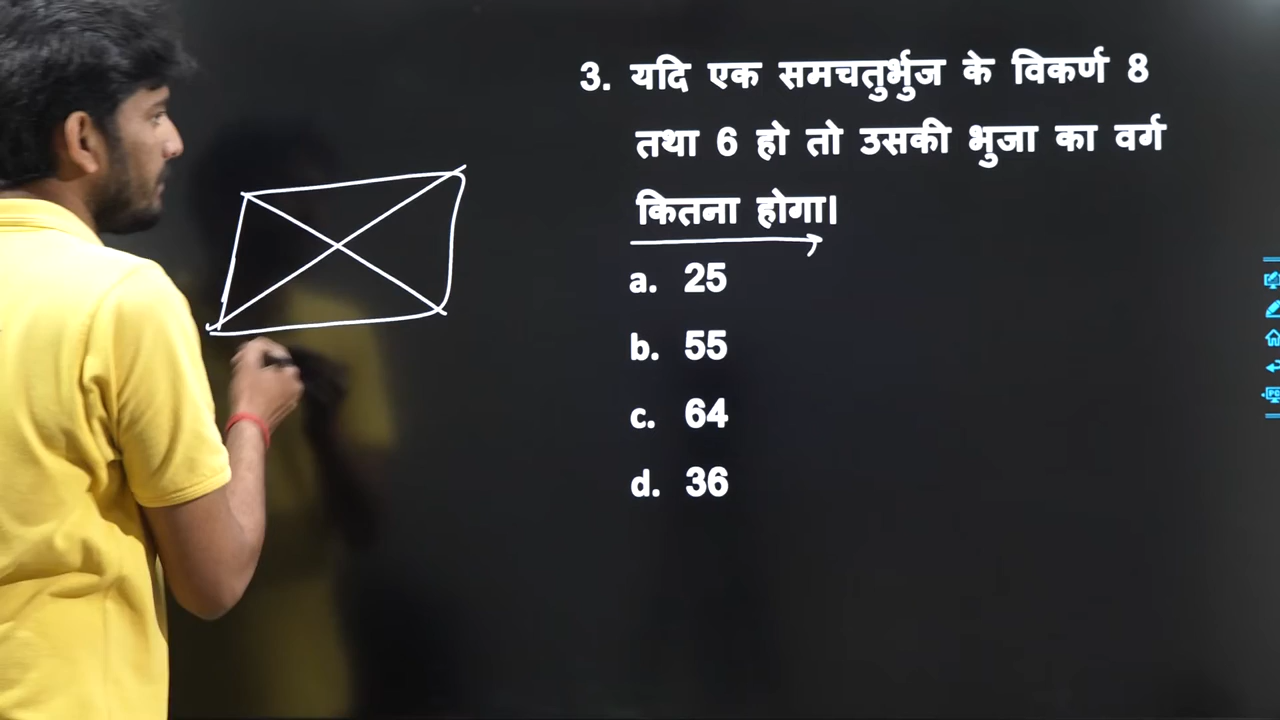 3. यदि एक समचतुर्भुज के विकर्ण 8
तथा 6 हो तो उसकी भुजा का वर्ग
कितना होगा।
a. 25
b. 55
c. 64
d. 36